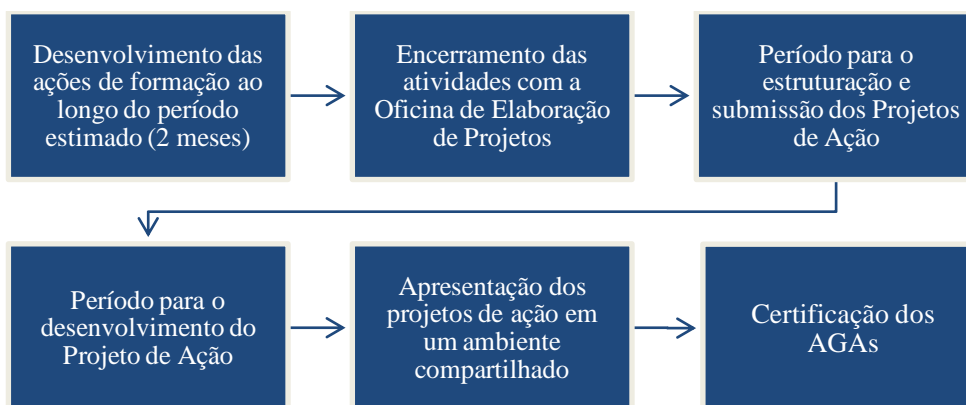 Desenvolvimento das
ações de formação ao
longo do período
estimado (2 meses)
Encerramento das
atividades com a
Oficina de Elaboração
de Projetos
Período para o
estruturação e
submissão dos Projetos
de Ação
Período para o
desenvolvimento do
Projeto de Ação
Apresentação dos
projetos de ação em
um ambiente
compartilhado
Certificação dos
AGAs